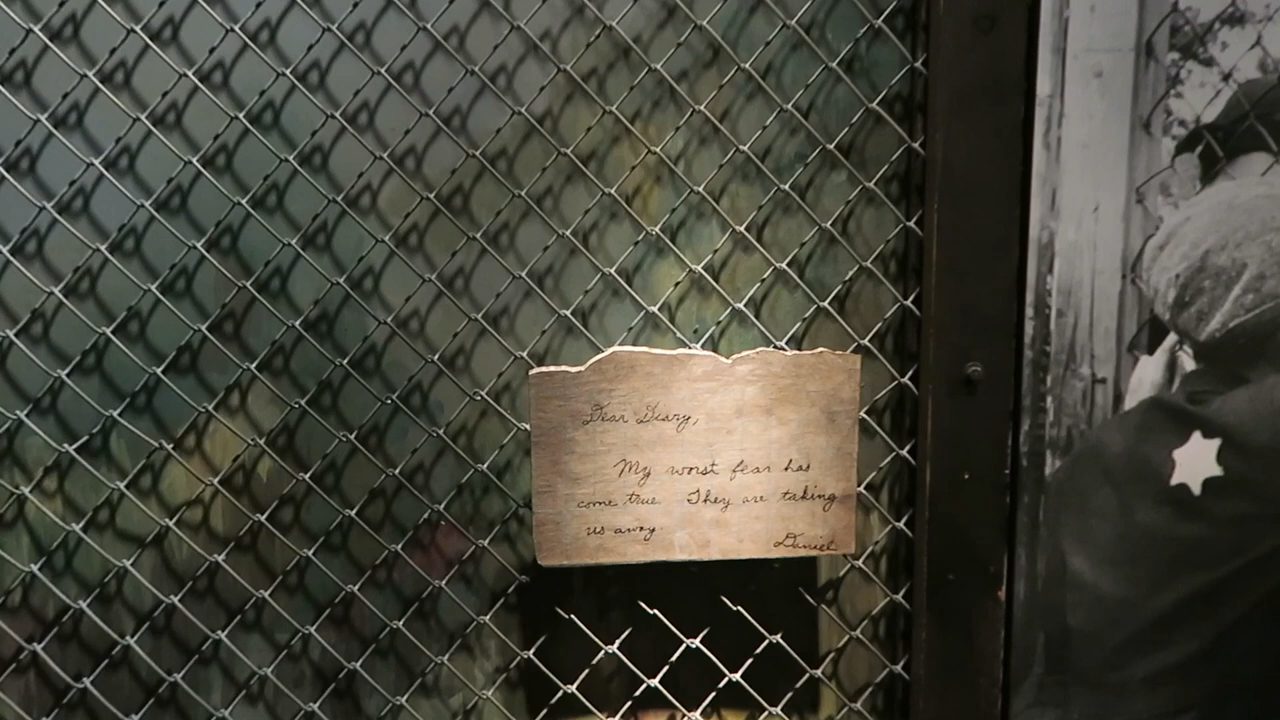 Dear Diary,
My worst fear has
come true. They are taking
us away.
Daniel